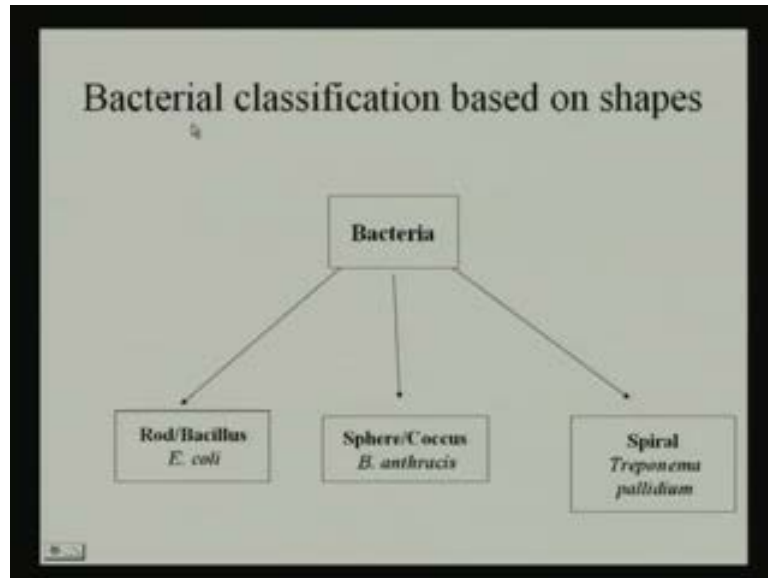 Bacterial classification based on shapes
Bacteria
Rod/Bacillus
E. coli
Sphere/Coccus
B. anthracis
Spiral
Treponema
pallidium